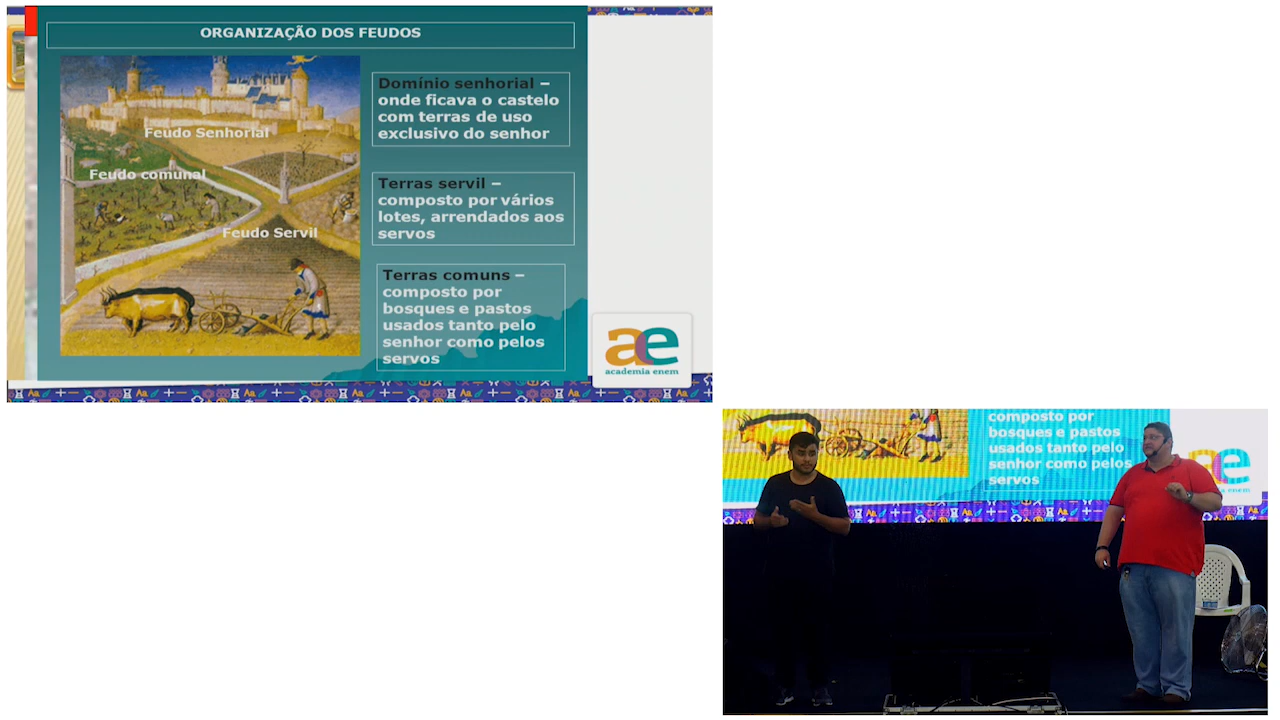 ORGANIZAÇÃO DOS FEUDOS
Feudo Senhorial
Feudo comunal
Feudo Servil
Domínio senhorial –
onde ficava o castelo
com terras de uso
exclusivo do senhor
Terras servil –
composto por vários
lotes, arrendados aos
servos
Terras comuns –
composto por
bosques e pastos
usados tanto pelo
senhor como pelos
servos
ae
academia enem
composto por
bosques e pastos
usados tanto pelo
senhor como pelos
servos